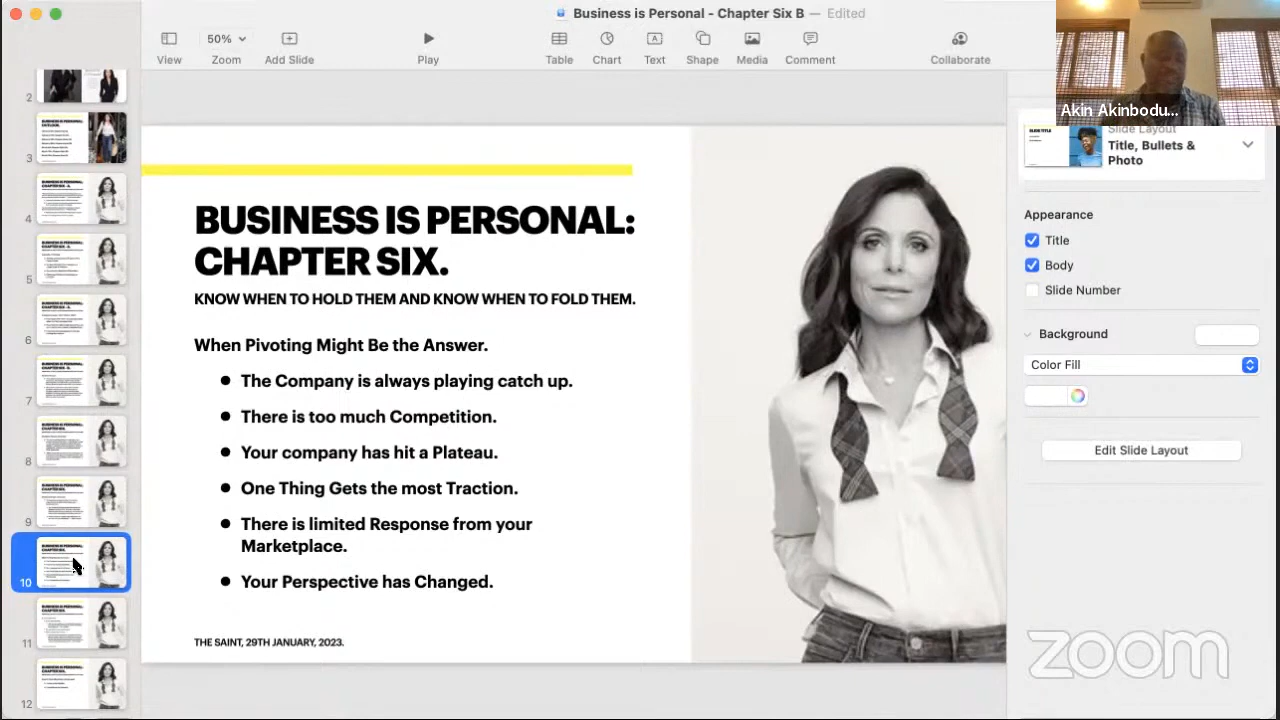 Business is Personal - Chapter Six B — Edited
50%
View
Zoom
Add Slide
Play
Table
Chart
Text
Shape
Media
Comment
Collaborate
Akin Akinbodu...
2
3
5
6
7
8
9
10
11
12
BUSINESS IS PERSONAL:
CHAPTER SIX.
KNOW WHEN TO HOLD THEM AND KNOW WHEN TO FOLD THEM.
When Pivoting Might Be the Answer.
The Company is always playing catch up.
• There is too much Competition.
• Your company has hit a Plateau.
• One Thing Gets the most Traction.
• There is limited Response from your
Marketplace.
Your Perspective has Changed.
THE SAINT, 29TH JANUARY, 2023.
SLIDE TITLE
Slide Layout
Title, Bullets &
Photo
Appearance
Title
Body
Slide Number
Background
Color Fill
Edit Slide Layout
zoom